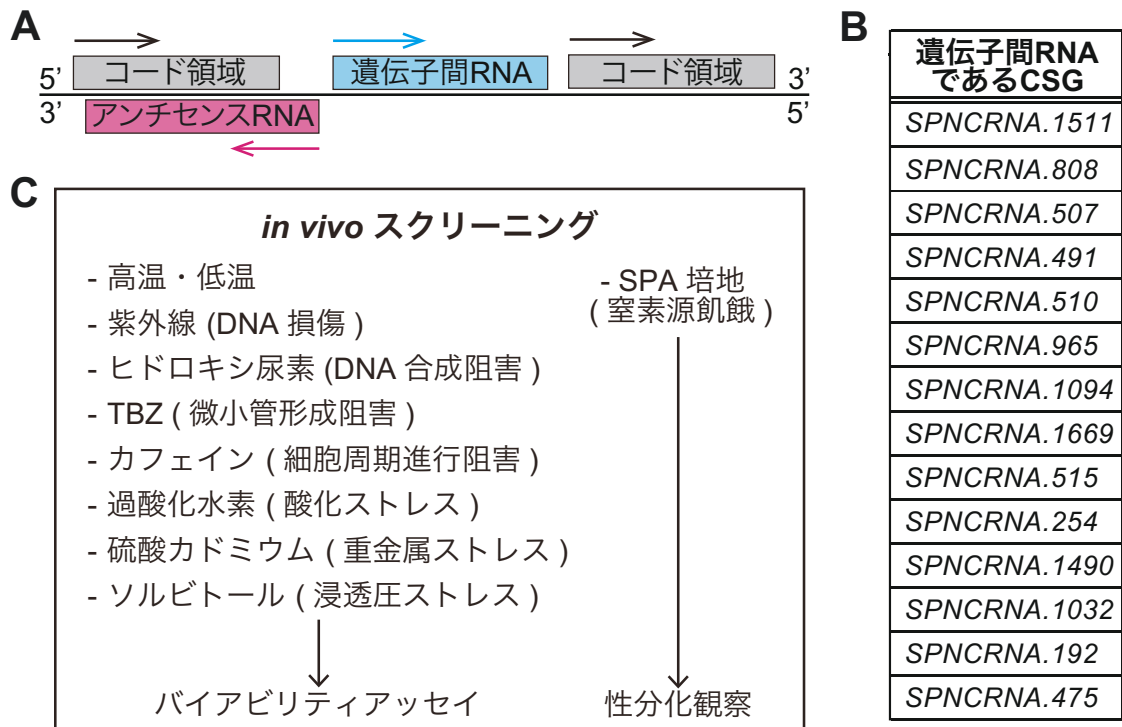 A
5’ コード領域 遺伝子間RNA コード領域 3’
3’ アンチセンスRNA 5’
B
遺伝子間RNA
であるCSG
SPNCRNA.1511
SPNCRNA.808
SPNCRNA.507
SPNCRNA.491
SPNCRNA.510
SPNCRNA.965
SPNCRNA.1094
SPNCRNA.1669
SPNCRNA.515
SPNCRNA.254
SPNCRNA.1490
SPNCRNA.1032
SPNCRNA.192
SPNCRNA.475
C
in vivo スクリーニング
- 高温・低温
- 紫外線 (DNA 損傷 )
- ヒドロキシ尿素 (DNA 合成阻害 )
- TBZ ( 微小管形成阻害 )
- カフェイン ( 細胞周期進行阻害 )
- 過酸化水素 ( 酸化ストレス )
- 硫酸カドミウム ( 重金属ストレス )
- ソルビトール ( 浸透圧ストレス )
バイアビリティアッセイ
- SPA 培地
( 窒素源飢餓 )
性分化観察